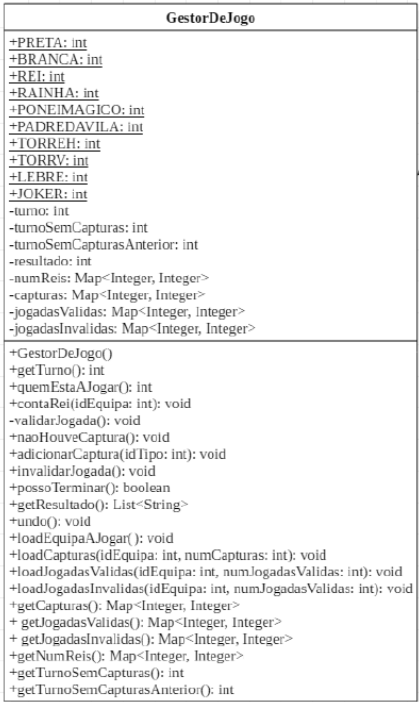 GestorDeJogo
+PRETA: int
+BRANCA: int
+REI: int
+RAINHA: int
+PONEIMAGICO: int
+PADREDAVILA: int
+TORREH: int
+TORRV: int
+LEBRE: int
+JOKER: int
-turno: int
-turnoSemCapturas: int
-turnoSemCapturasAnterior: int
-resultado: int
-numReis: Map<Integer, Integer>
-capturas: Map<Integer, Integer>
-jogadasValidas: Map<Integer, Integer>
-jogadasInvalidas: Map<Integer, Integer>
+GestorDeJogo()
+getTurno(): int
+quemEstaAJogar(): int
+contaRei(idEquipa: int): void
-validarJogada(): void
+naoHouveCaptura(): void
+adicionarCaptura(idTipo: int): void
+invalidarJogada(): void
+possoTerminar(): boolean
+getResultado(): List<String>
+undo(): void
+loadEquipaAJogar( ): void
+loadCapturas(idEquipa: int, numCapturas: int): void
+loadJogadasValidas(idEquipa: int, numJogadasValidas: int): void
+loadJogadasInvalidas(idEquipa: int, numJogadasValidas: int): void
+getCapturas(): Map<Integer, Integer>
+ getJogadasValidas(): Map<Integer, Integer>
+ getJogadasInvalidas(): Map<Integer, Integer>
+getNumReis(): Map<Integer, Integer>
+getTurnoSemCapturas(): int
+getTurnoSemCapturasAnterior(): int